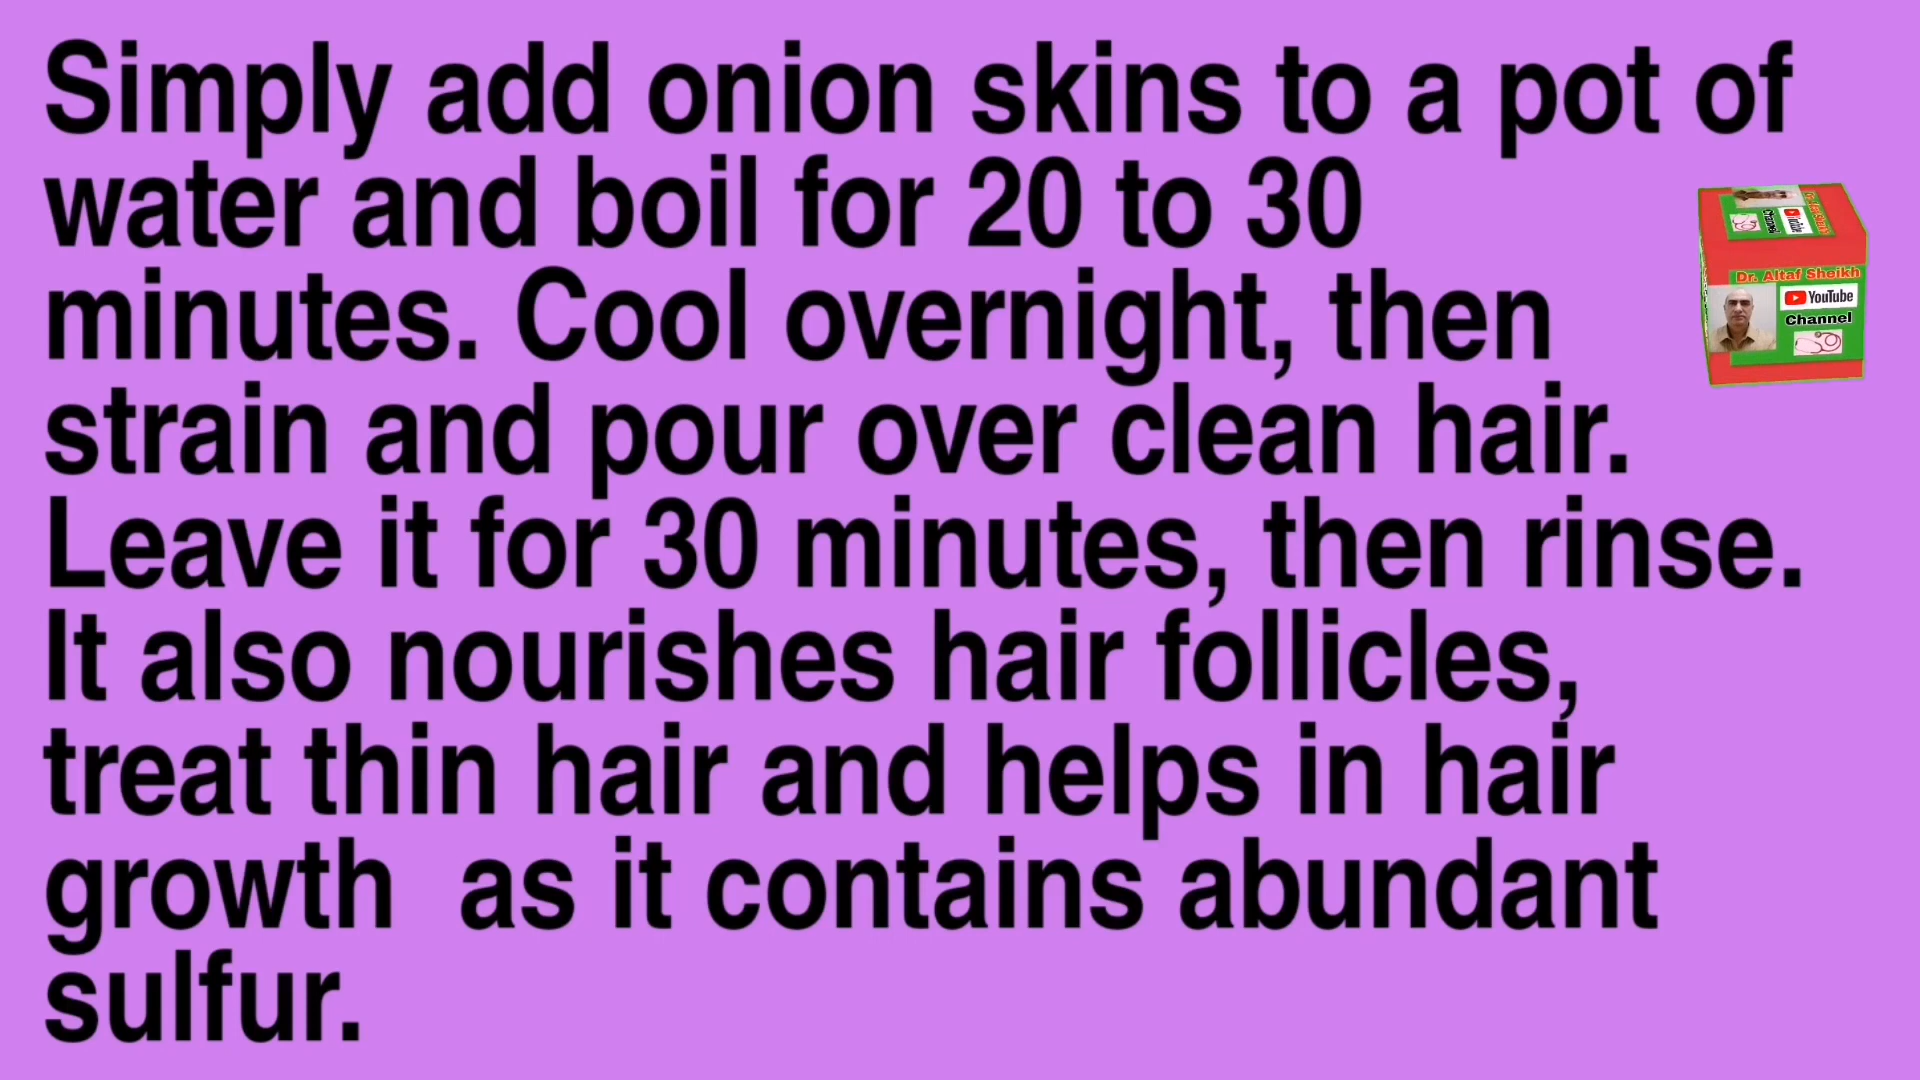 Simply add onion skins to a pot of
water and boil for 20 to 30
minutes. Cool overnight, then
strain and pour over clean hair.
Leave it for 30 minutes, then rinse.
It also nourishes hair follicles,
treat thin hair and helps in hair
growth  as it contains abundant
sulfur.
Dr. Altaf Sheikh
YouTube
Channel
YouTube
Channel